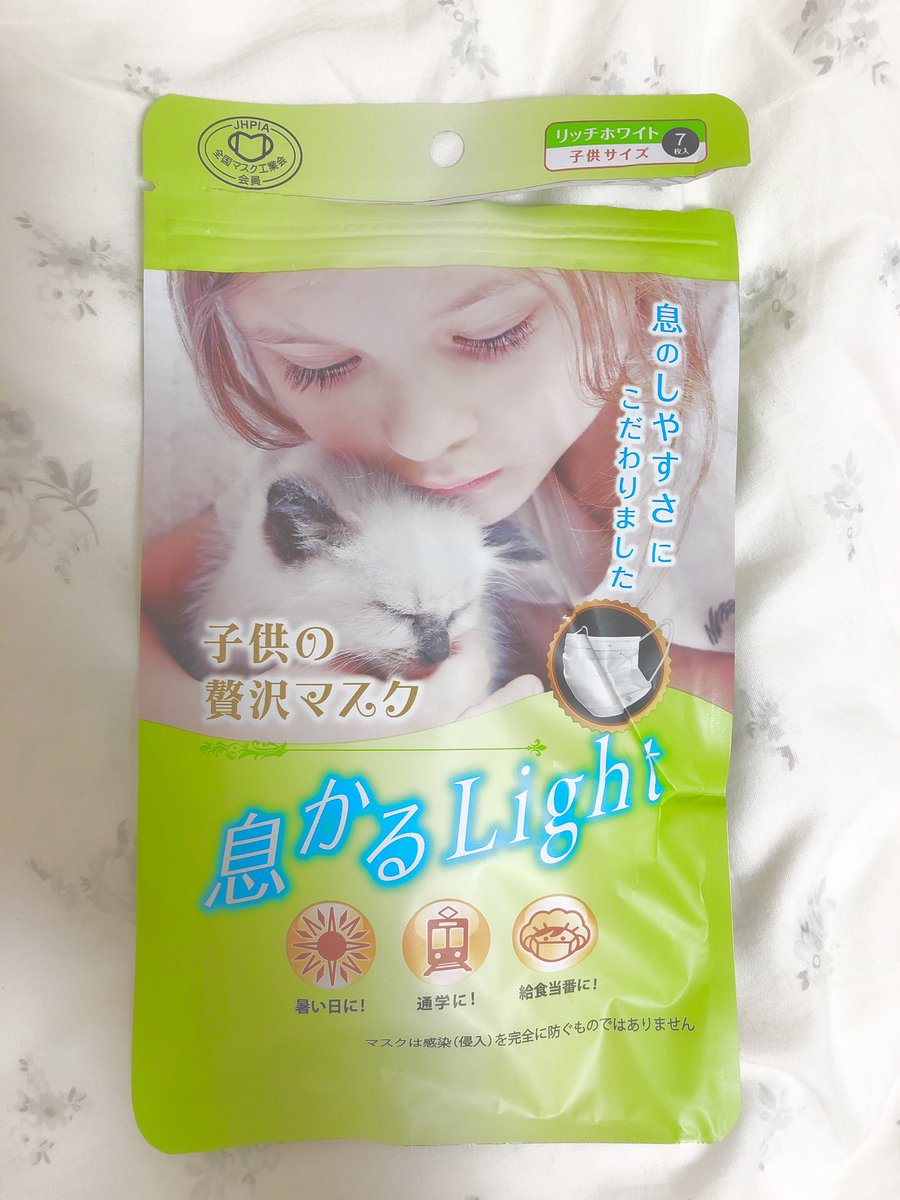 JHPIA
全国マスク工業会
会員
リッチホワイト
子供サイズ
7
枚入
息のしやすさに
こだわりました
子供の
贅沢マスク
息かるLight
暑い日に!
通学に!
給食当番に!
マスクは感染(侵入)を完全に防ぐものではありません